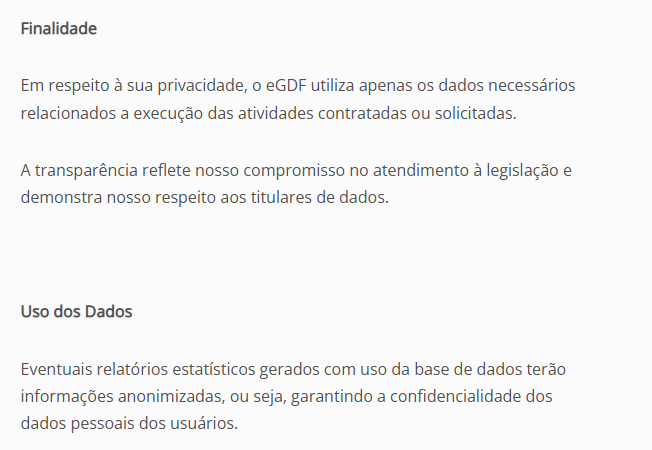 Finalidade
Em respeito à sua privacidade, o eGDF utiliza apenas os dados necessários
relacionados a execução das atividades contratadas ou solicitadas.
A transparência reflete nosso compromisso no atendimento à legislação e
demonstra nosso respeito aos titulares de dados.
Uso dos Dados
Eventuais relatórios estatísticos gerados com uso da base de dados terão
informações anonimizadas, ou seja, garantindo a confidencialidade dos
dados pessoais dos usuários.